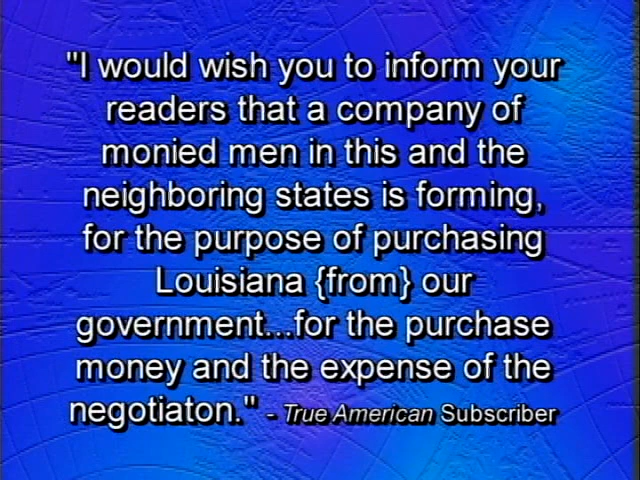 "I would wish you to inform your
readers that a company of
monied men in this and the
neighboring states is forming,
for the purpose of purchasing
Louisiana {from} our
government...for the purchase
money and the expense of the
negotiaton." - True American Subscriber